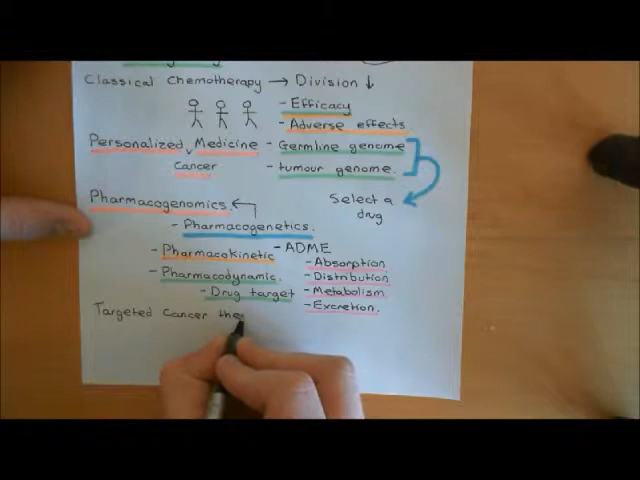 Classical Chemotherapy → Division ↓
- Efficacy
- Adverse effects
Personalized Medicine - Germline genome
Cancer - tumour genome.
Select a
drug
Pharmacogenomics ←
- Pharmacogenetics.
- Pharmacokinetic - ADME
- Absorption
- Distribution
- Metabolism
- Excretion.
- Pharmacodynamic.
- Drug target
Targeted Cancer the